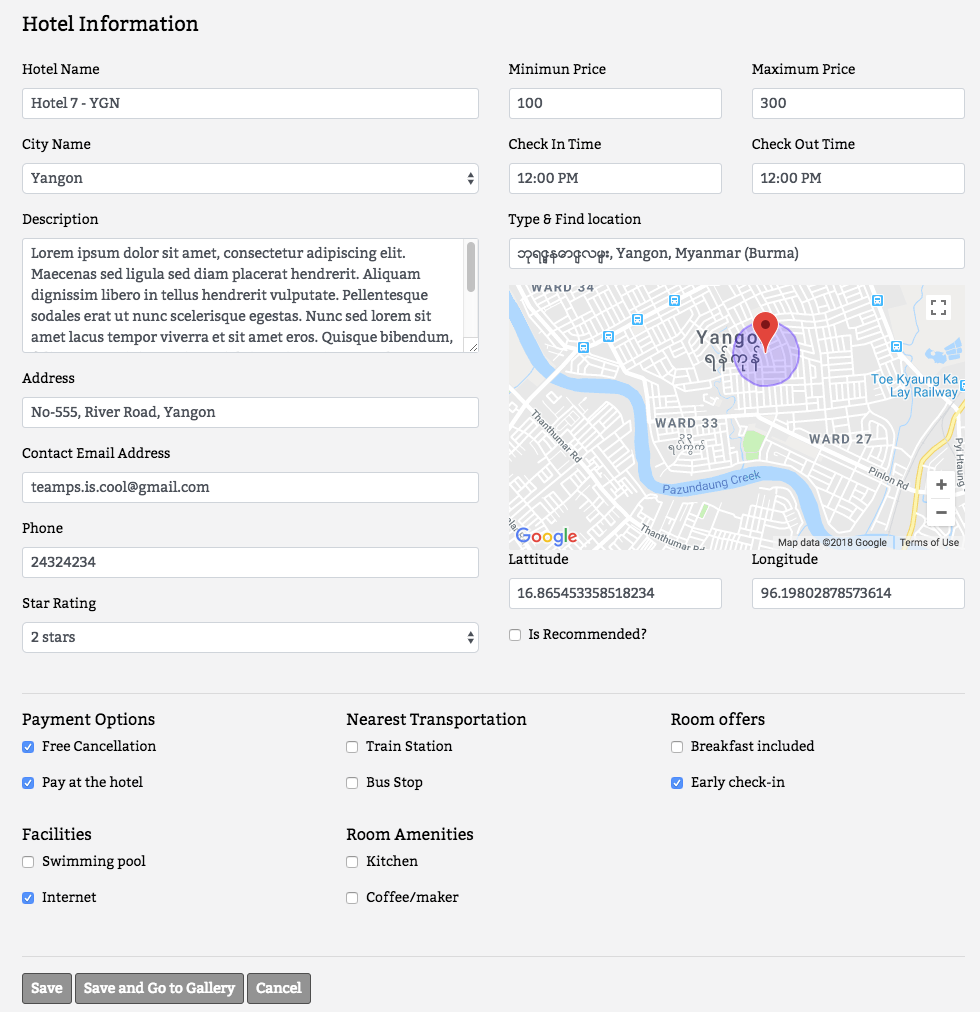 Hotel Information
Hotel Name
Hotel 7 - YGN
City Name
Yangon
Description
Lorem ipsum dolor sit amet, consectetur adipiscing elit.
Maecenas sed ligula sed diam placerat hendrerit. Aliquam
dignissim libero in tellus hendrerit vulputate. Pellentesque
sodales erat ut nunc scelerisque egestas. Nunc sed lorem sit
amet lacus tempor viverra et sit amet eros. Quisque bibendum,
Address
No-555, River Road, Yangon
Contact Email Address
teamps.is.cool@gmail.com
Phone
24324234
Star Rating
2 stars
Minimun Price
100
Maximum Price
300
Check In Time
12:00 PM
Check Out Time
12:00 PM
Type & Find location
Yangon, Myanmar (Burma)
WARD 34
Yango
ရန်ကုန်
Toe Kyaung Ka
Lay Railway
WARD 33
၃၃
ရပ်ကွက်
WARD 27
Thanthumar Rd
Pazundaung Creek
Pinlon Rd
Pyi Htaung
Thanthumar Rd
Google
Map data ©2018 Google
Terms of Use
Lattitude
16.865453358518234
Longitude
96.19802878573614
Is Recommended?
Payment Options
Free Cancellation
Pay at the hotel
Nearest Transportation
Train Station
Bus Stop
Room offers
Breakfast included
Early check-in
Facilities
Swimming pool
Internet
Room Amenities
Kitchen
Coffee/maker
Save
Save and Go to Gallery
Cancel